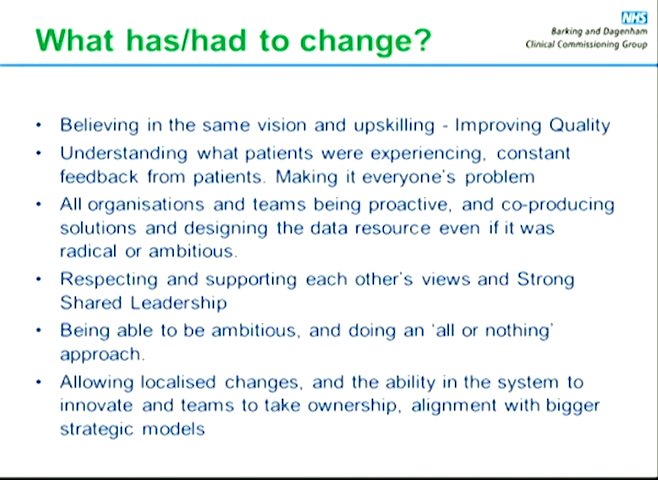 What has/had to change?
NHS
Barking and Dagenham
Clinical Commissioning Group
• Believing in the same vision and upskilling - Improving Quality
• Understanding what patients were experiencing, constant
feedback from patients. Making it everyone's problem
• All organisations and teams being proactive, and co-producing
solutions and designing the data resource even if it was
radical or ambitious.
• Respecting and supporting each other's views and Strong
Shared Leadership
• Being able to be ambitious, and doing an 'all or nothing'
approach.
• Allowing localised changes, and the ability in the system to
innovate and teams to take ownership, alignment with bigger
strategic models